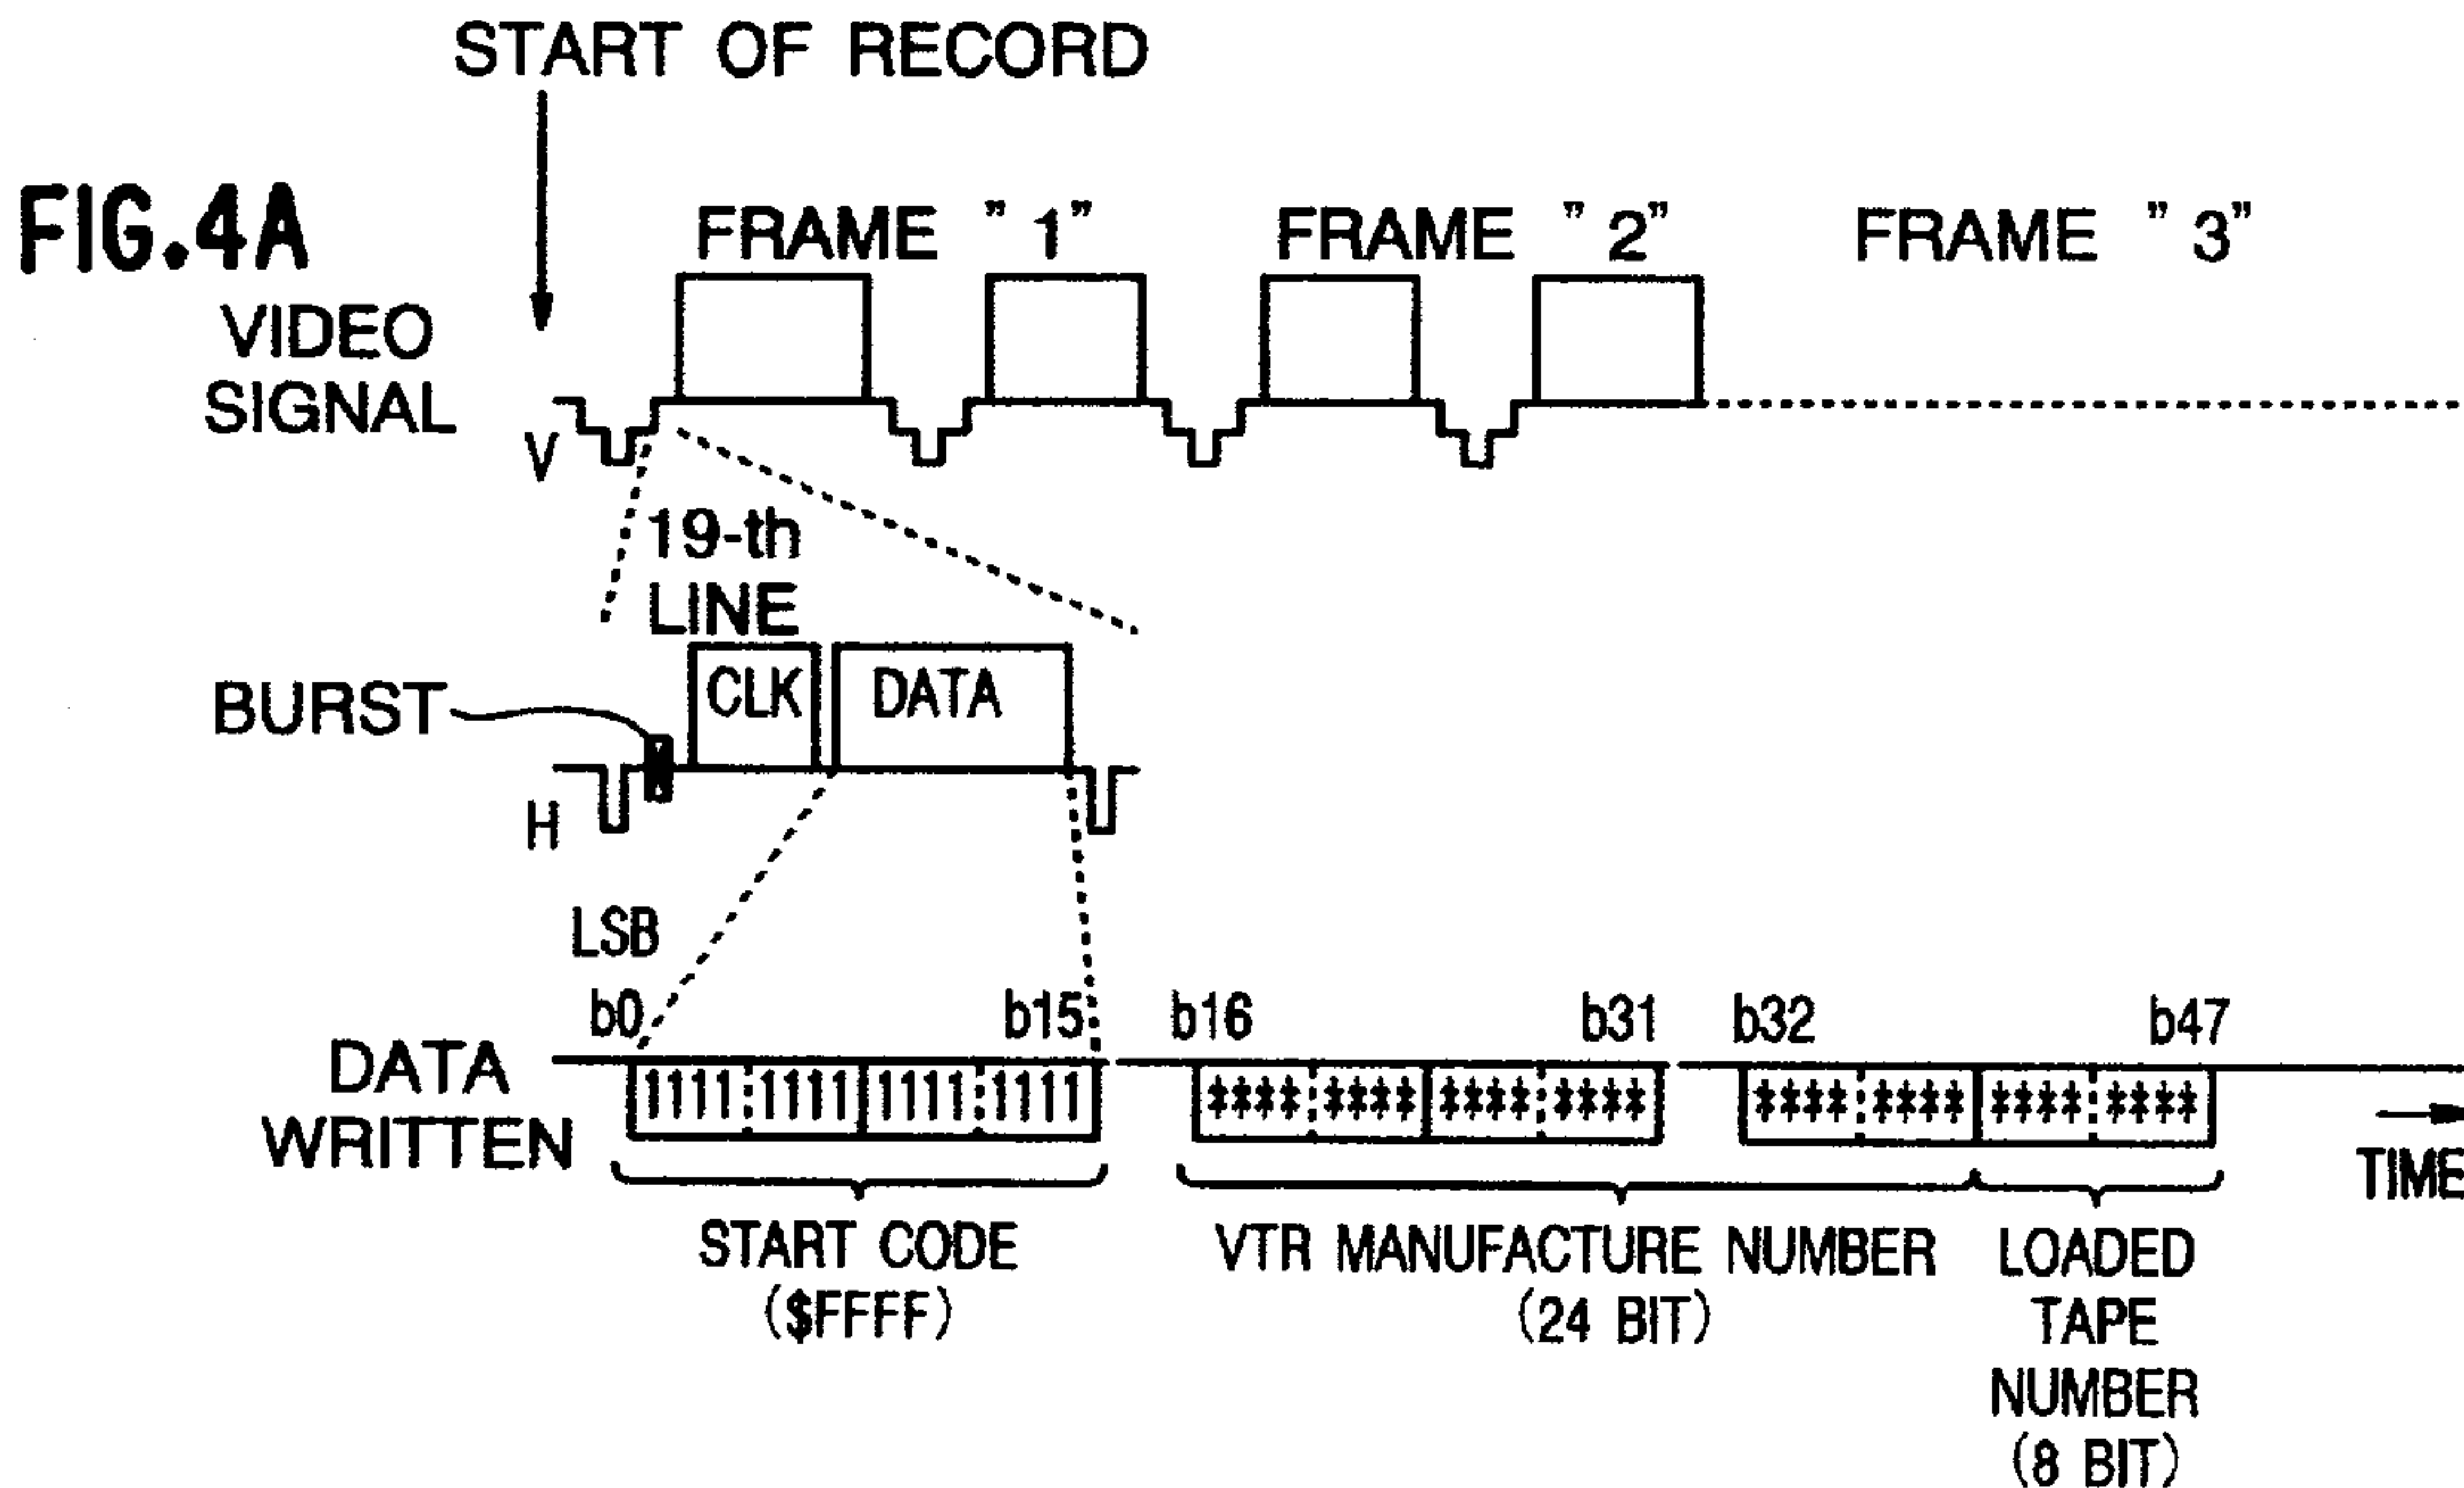 START OF RECORD
FIG.4A
FRAME " 1" FRAME " 2" FRAME " 3"
VIDEO
SIGNAL
V
19-th
LINE
CLK DATA
BURST
H
LSB
b0 b15 b16 b31 b32 b47
DATA
WRITTEN
1111 1111 1111 1111 **** **** **** **** **** **** **** ****
TIME
START CODE
($FFFF)
VTR MANUFACTURE NUMBER
(24 BIT)
LOADED
TAPE
NUMBER
(8 BIT)